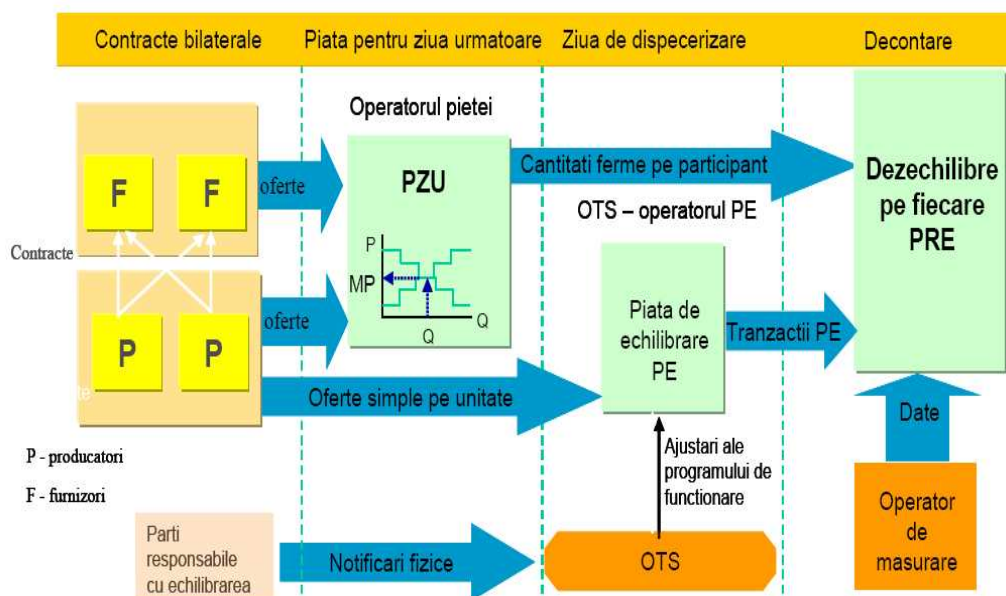 Contracte bilaterale
Piata pentru ziua urmatoare
Ziua de dispecerizare
Decontare
Operatorul pietei
F
F
oferte
PZU
P
MP
Q
Q
Cantitati ferme pe participant
OTS – operatorul PE
Dezechilibre
pe fiecare
PRE
Contracte
P
P
oferte
Piata de
echilibrare
PE
Tranzactii PE
te
Oferte simple pe unitate
Date
P - producatori
F - furnizori
Ajustari ale
programului de
functionare
Operator
de
masurare
Parti
responsabile
cu echilibrarea
Notificari fizice
OTS